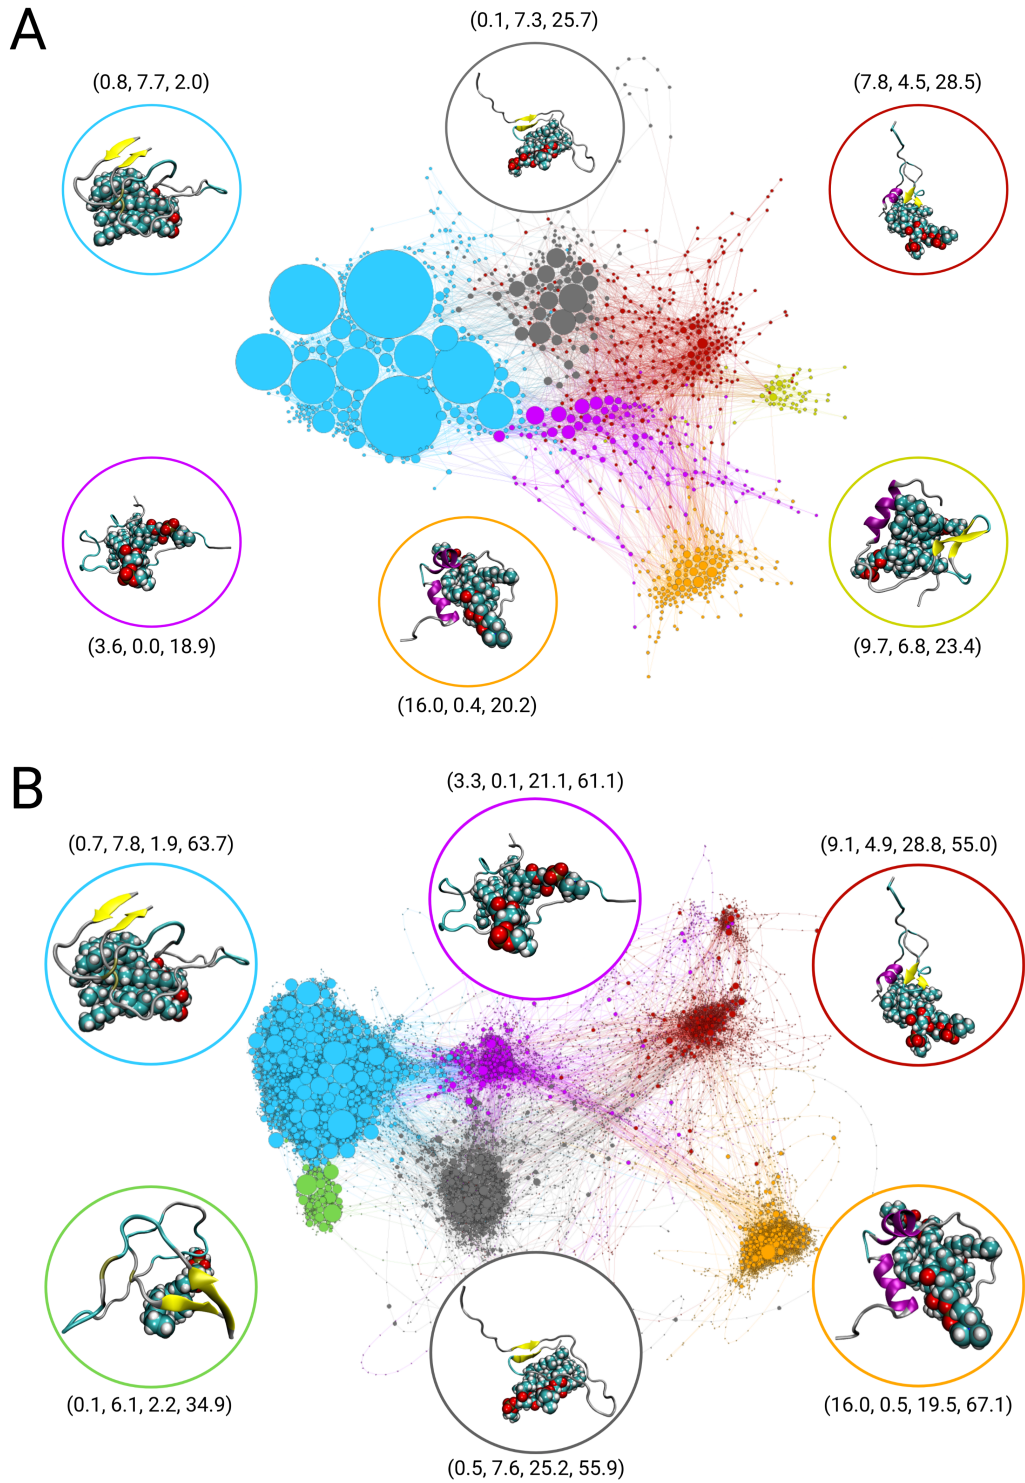 A
(0.1, 7.3, 25.7)
(0.8, 7.7, 2.0)
(7.8, 4.5, 28.5)
(3.6, 0.0, 18.9)
(9.7, 6.8, 23.4)
(16.0, 0.4, 20.2)
B
(3.3, 0.1, 21.1, 61.1)
(0.7, 7.8, 1.9, 63.7)
(9.1, 4.9, 28.8, 55.0)
(0.1, 6.1, 2.2, 34.9)
(16.0, 0.5, 19.5, 67.1)
(0.5, 7.6, 25.2, 55.9)